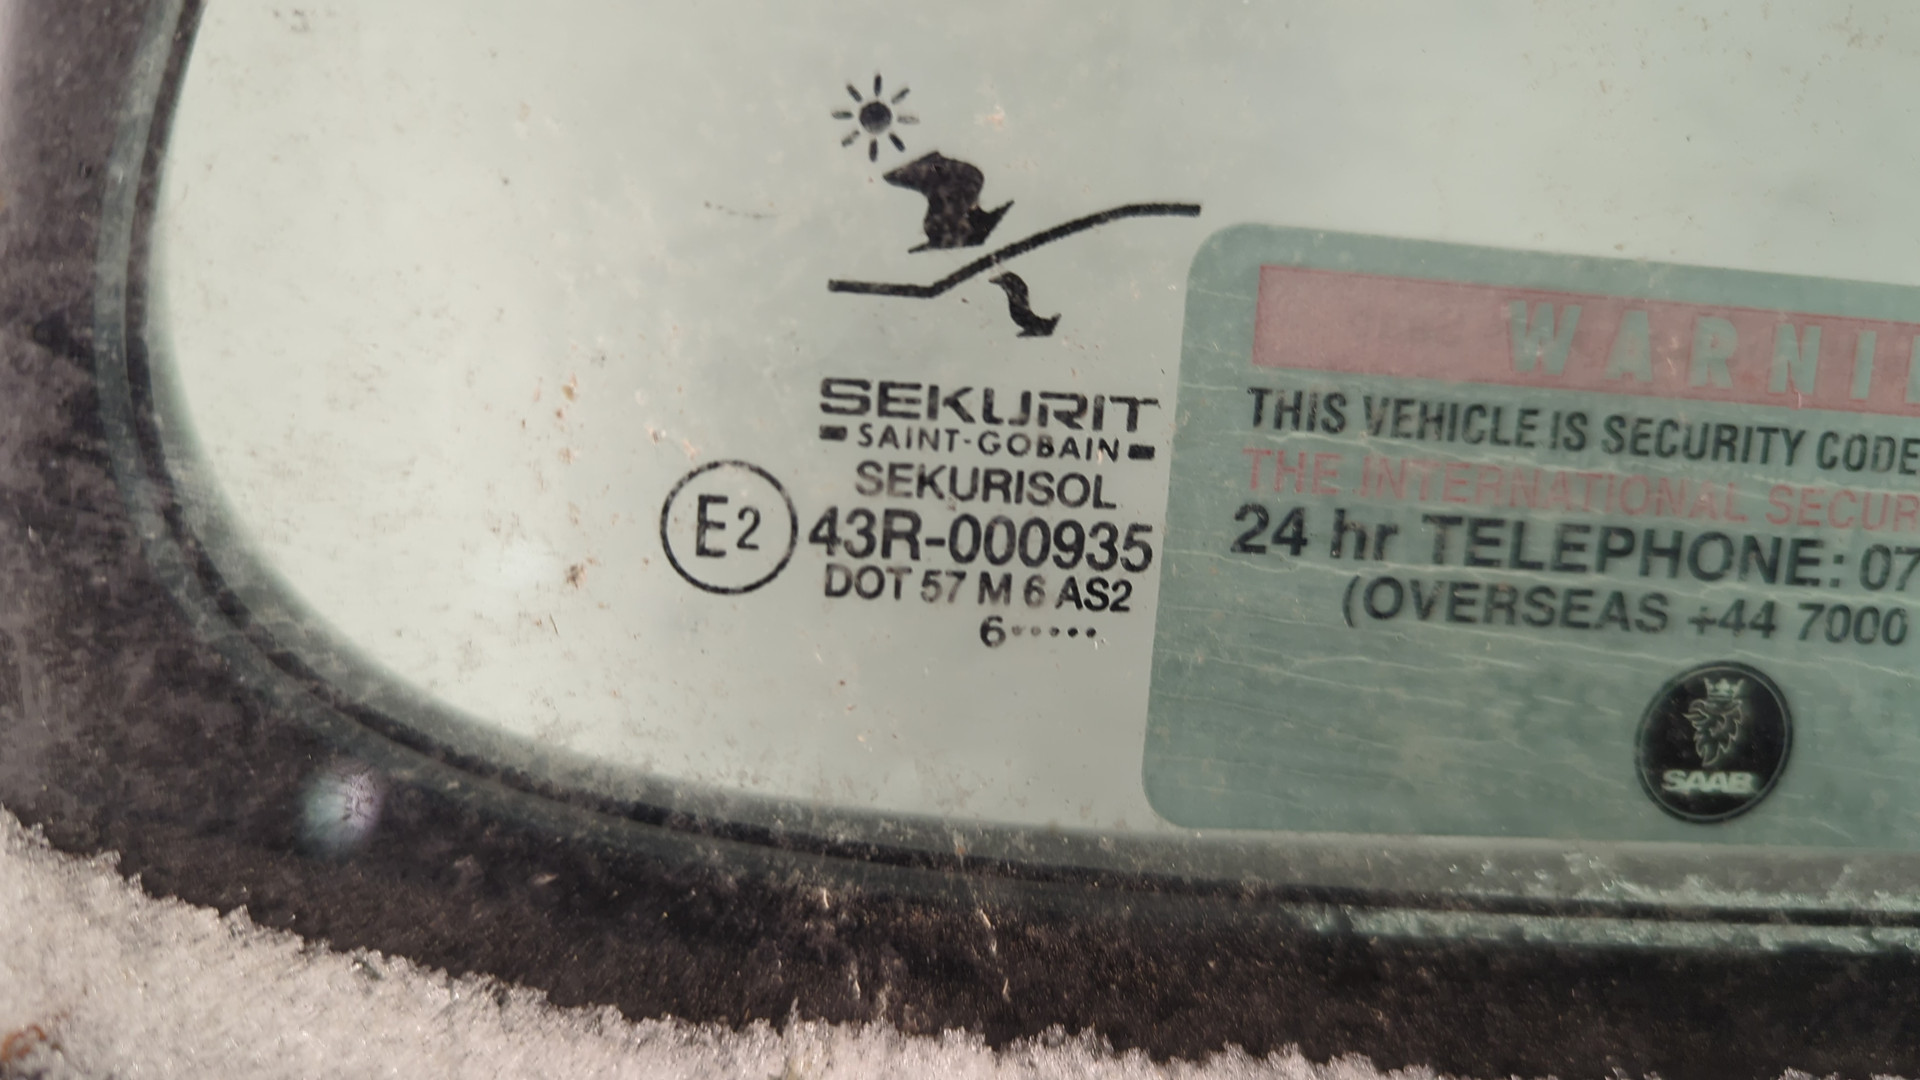 SEKURIT
SAINT-GOBAIN
SEKURISOL
E2 43R-000935
DOT 57 M 6 AS2
6·····
THIS VEHICLE IS SECURITY CODE
THE INTERNATIONAL SECUR
24 hr TELEPHONE: 07
(OVERSEAS +44 7000
SAAB